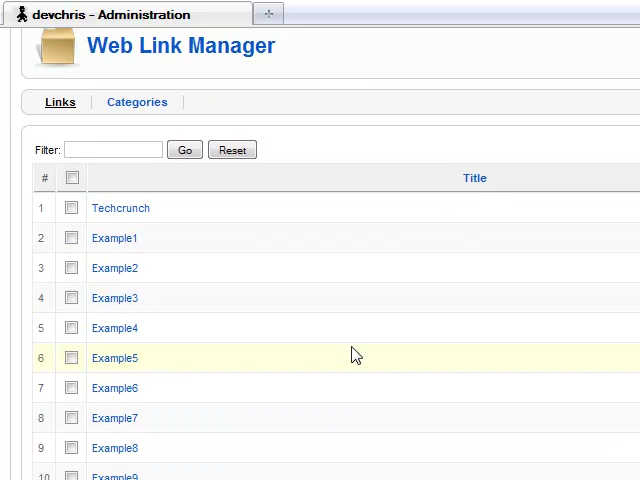 devchris - Administration
Web Link Manager
Links Categories
Filter: Go Reset
# Title
1 Techcrunch
2 Example1
3 Example2
4 Example3
5 Example4
6 Example5
7 Example6
8 Example7
9 Example8
10 Example9